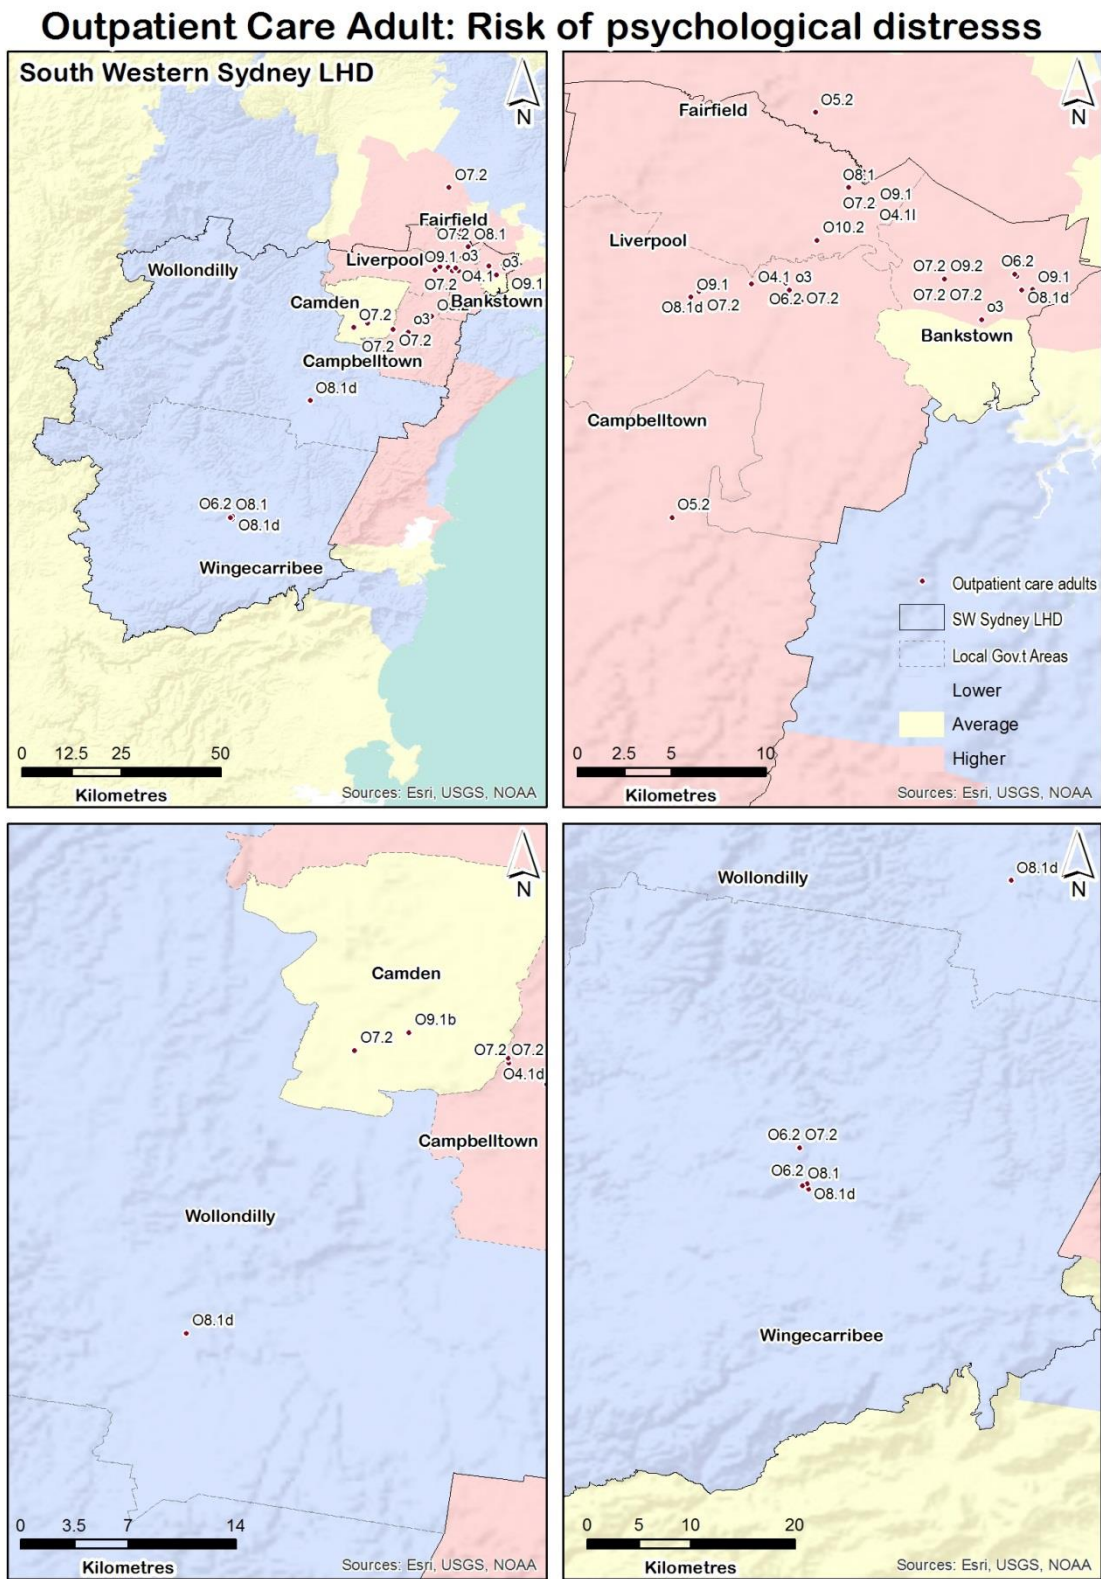 Outpatient Care Adult: Risk of psychological distresss
South Western Sydney LHD
N
O7.2
Fairfield
O7.2 O8.1
Wollondilly
Liverpool
O9.1 o3
o3
O4.1
O9.1
O7.2
Bankstown
Camden
O7.2
o3
O7.2
O7.2
Campbelltown
O8.1d
O6.2 O8.1
O8.1d
Wingecarribee
0 12.5 25 50
Kilometres
Sources: Esri, USGS, NOAA
N
Fairfield
O5.2
O8.1
O7.2
O9.1
O4.1l
O10.2
Liverpool
O9.1
O4.1 o3
O8.1d O7.2
O6.2 O7.2
O7.2 O9.2
O6.2
O9.1
O7.2 O7.2
O8.1d
o3
Bankstown
Campbelltown
O5.2
Outpatient care adults
SW Sydney LHD
Local Gov.t Areas
Lower
Average
Higher
0 2.5 5 10
Kilometres
Sources: Esri, USGS, NOAA
N
Camden
O9.1b
O7.2
O7.2 O7.2
O4.1d
Campbelltown
Wollondilly
O8.1d
0 3.5 7 14
Kilometres
Sources: Esri, USGS, NOAA
N
Wollondilly
O8.1d
O6.2 O7.2
O6.2 O8.1
O8.1d
Wingecarribee
0 5 10 20
Kilometres
Sources: Esri, USGS, NOAA